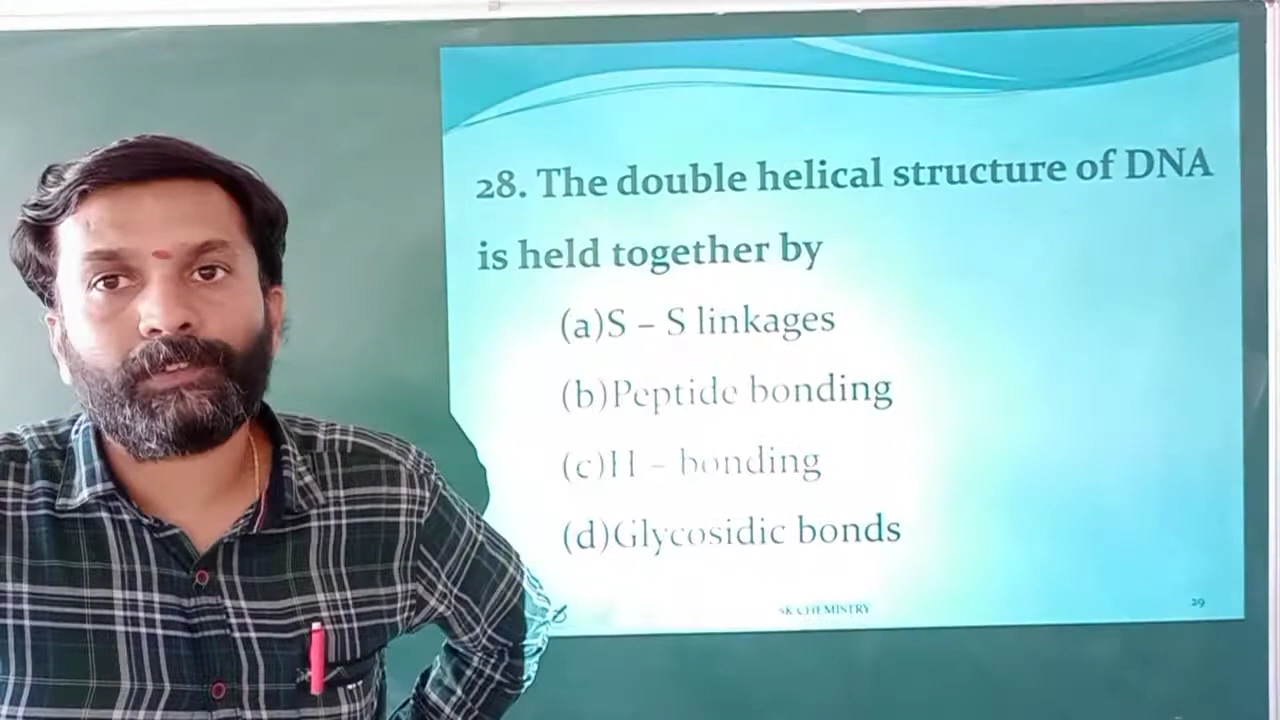 28. The double helical structure of DNA
is held together by
(a)S – S linkages
(b)Peptide bonding
(c)H – bonding
(d)Glycosidic bonds
SK CHEMISTRY
29